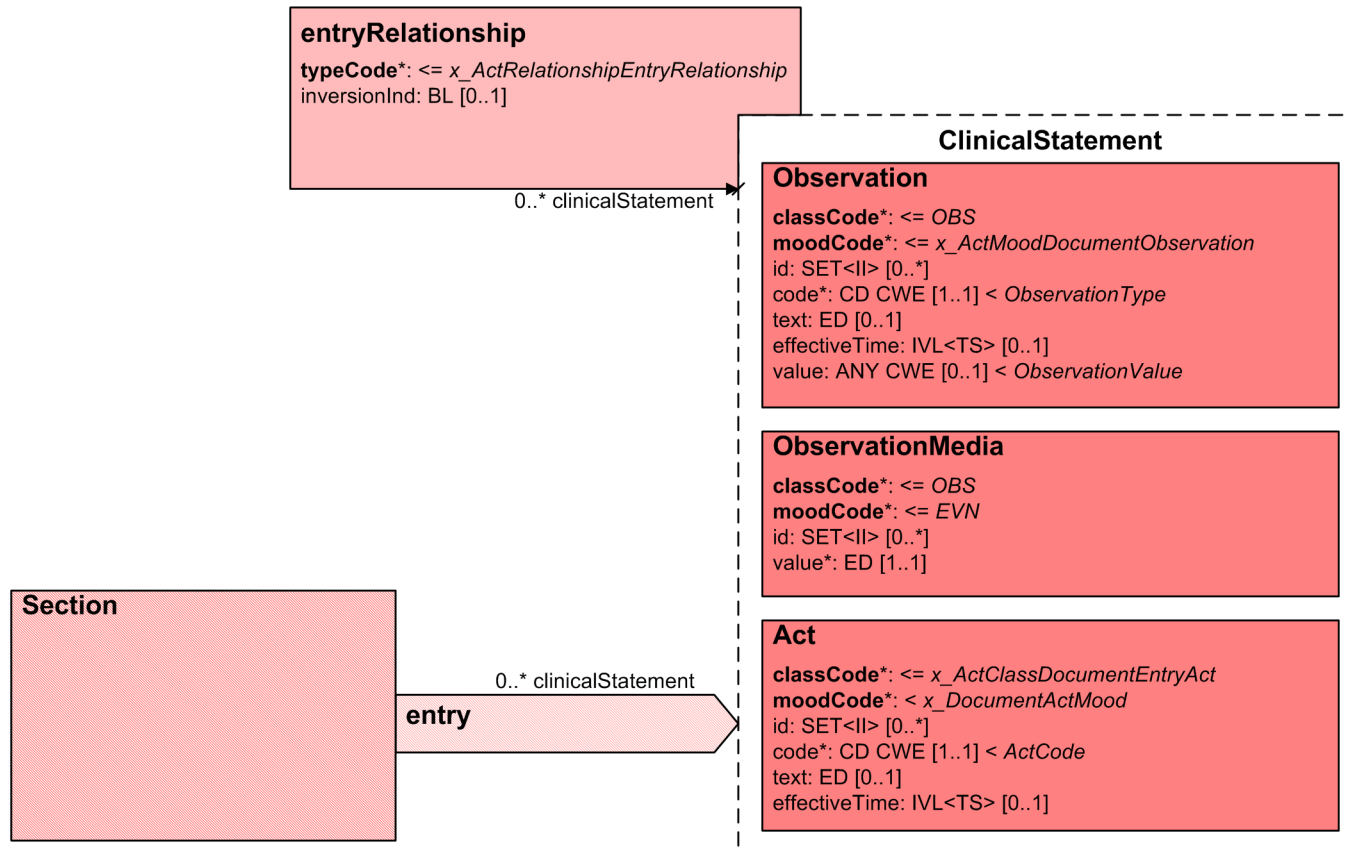 entryRelationship
typeCode*: <= x_ActRelationshipEntryRelationship
inversionInd: BL [0..1]
0..* clinicalStatement
ClinicalStatement
Observation
classCode*: <= OBS
moodCode*: <= x_ActMoodDocumentObservation
id: SET<II> [0..*]
code*: CD CWE [1..1] < ObservationType
text: ED [0..1]
effectiveTime: IVL<TS> [0..1]
value: ANY CWE [0..1] < ObservationValue
ObservationMedia
classCode*: <= OBS
moodCode*: <= EVN
id: SET<II> [0..*]
value*: ED [1..1]
Section
0..* clinicalStatement
entry
Act
classCode*: <= x_ActClassDocumentEntryAct
moodCode*: < x_DocumentActMood
id: SET<II> [0..*]
code*: CD CWE [1..1] < ActCode
text: ED [0..1]
effectiveTime: IVL<TS> [0..1]